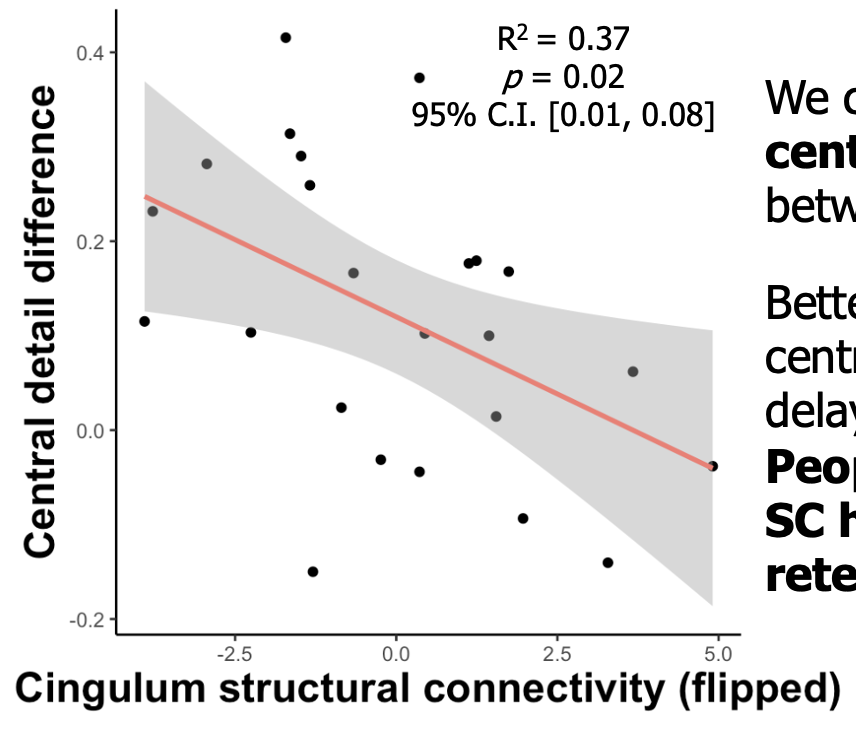 R² = 0.37
p = 0.02
95% C.I. [0.01, 0.08]
0.4
0.2
0.0
-0.2
Central detail difference
-2.5
0.0
2.5
5.0
Cingulum structural connectivity (flipped)
We c
cent
betw
Bette
centr
delay
Peop
SC h
rete